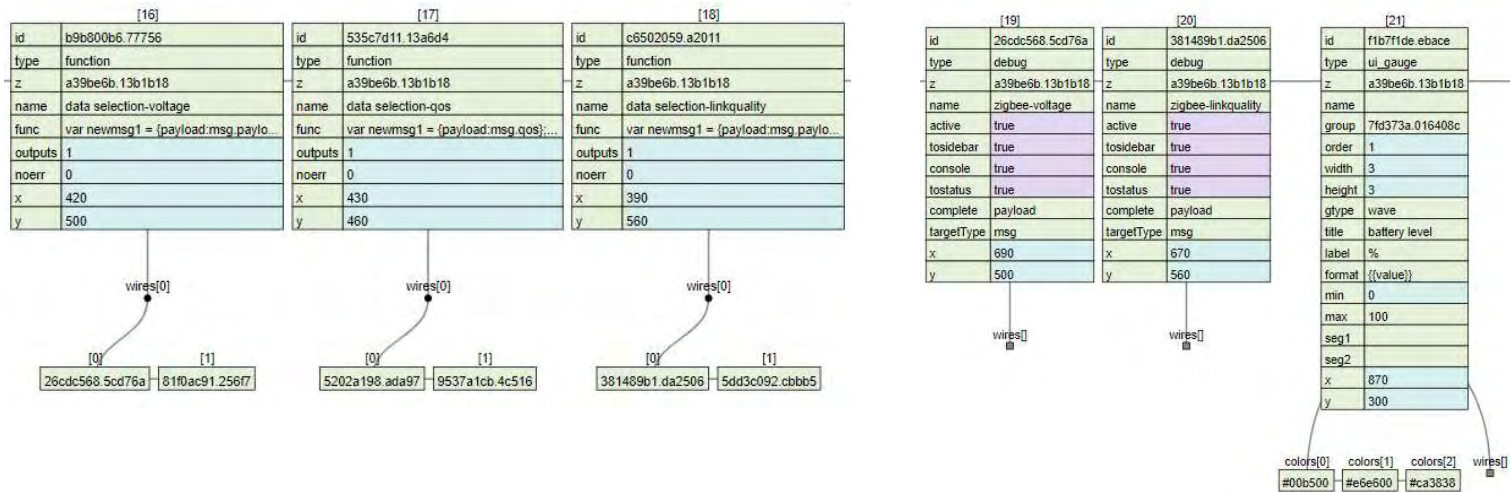 [16]
id b9b800b6.77756
type function
z a39be6b.13b1b18
name data selection-voltage
func var newmsg1 = {payload:msg.paylo...
outputs 1
noerr 0
x 420
y 500
wires[0]
[0] [1]
26cdc568.5cd76a 81f0ac91.256f7
[17]
id 535c7d11.13a6d4
type function
z a39be6b.13b1b18
name data selection-qos
func var newmsg1 = {payload:msg.qos};...
outputs 1
noerr 0
x 430
y 460
wires[0]
[0] [1]
5202a198.ada97 9537a1cb.4c516
[18]
id c6502059.a2011
type function
z a39be6b.13b1b18
name data selection-linkquality
func var newmsg1 = {payload:msg.paylo...
outputs 1
noerr 0
x 390
y 560
wires[0]
[0] [1]
381489b1.da2506 5dd3c092.cbbb5
[19]
id 26cdc568.5cd76a
type debug
z a39be6b.13b1b18
name zigbee-voltage
active true
tosidebar true
console true
tostatus true
complete payload
targetType msg
x 690
y 500
wires[]
[20]
id 381489b1.da2506
type debug
z a39be6b.13b1b18
name zigbee-linkquality
active true
tosidebar true
console true
tostatus true
complete payload
targetType msg
x 670
y 560
wires[]
[21]
id f1b7f1de.ebace
type ui_gauge
z a39be6b.13b1b18
name
group 7fd373a.016408c
order 1
width 3
height 3
gtype wave
title battery level
label %
format {{value}}
min 0
max 100
seg1
seg2
x 870
y 300
colors[0] colors[1] colors[2] wires[]
#00b500 #e6e600 #ca3838